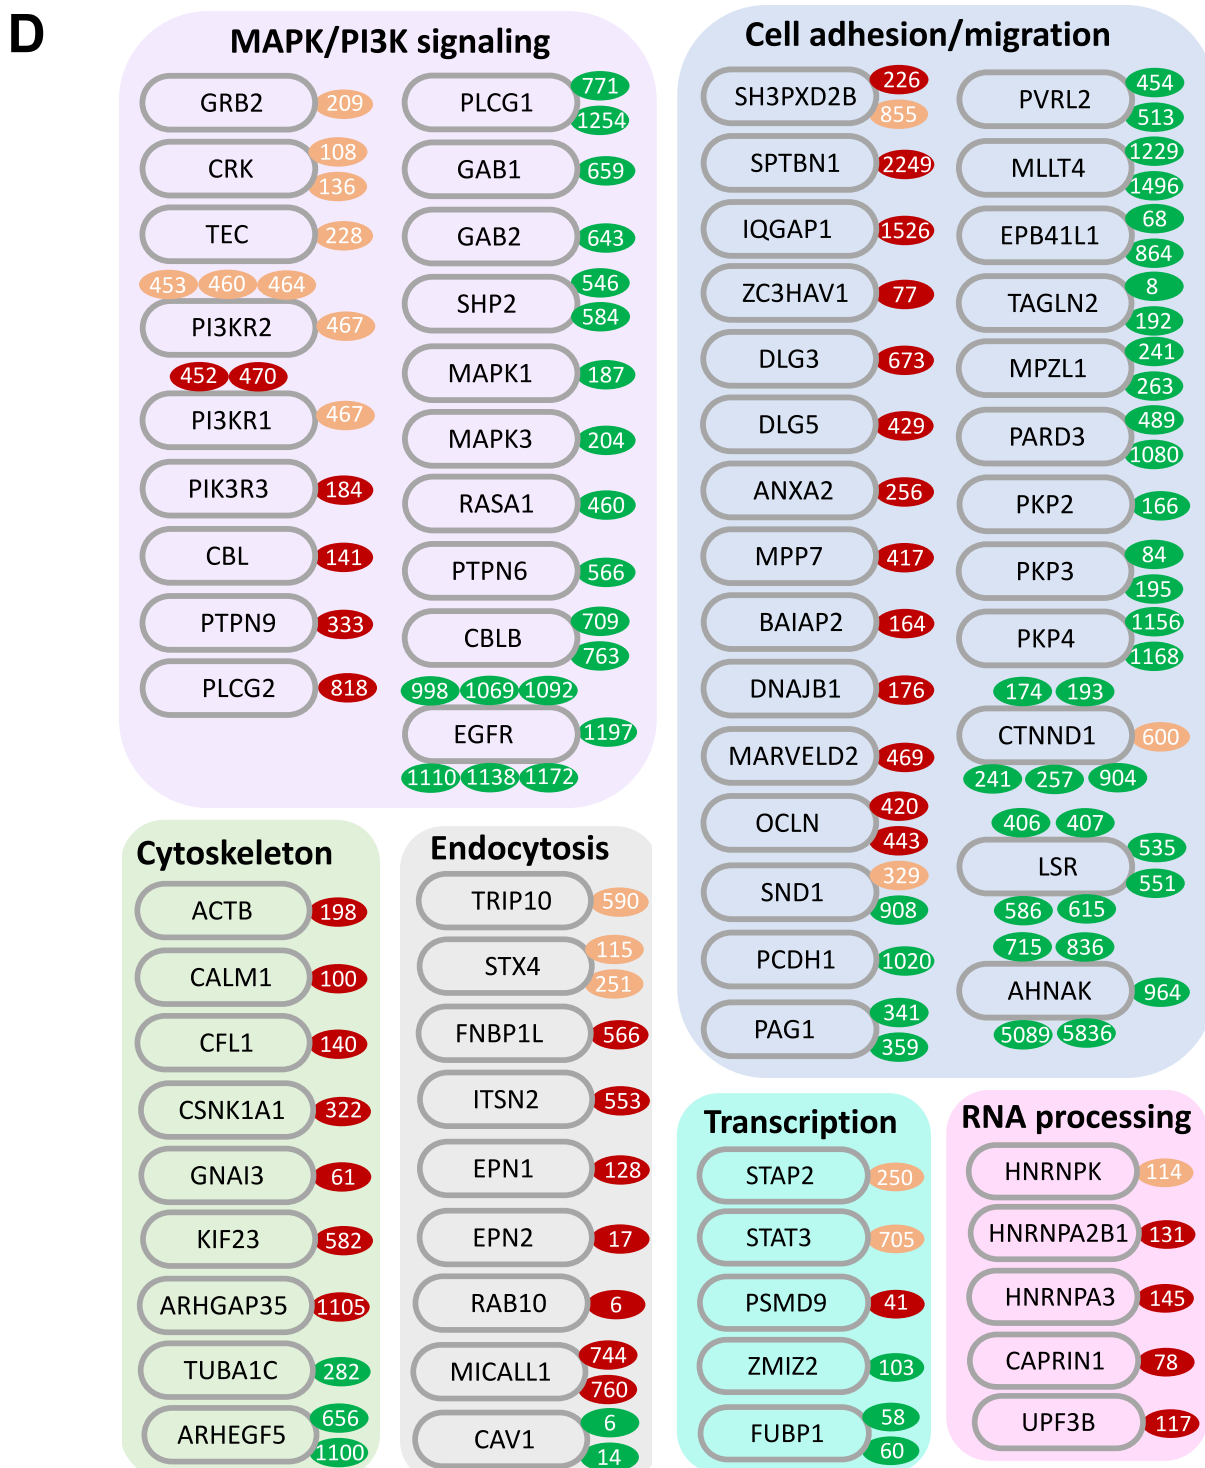 D
MAPK/PI3K signaling
GRB2 209
CRK 108 136
TEC 228
453 460 464
PI3KR2 467
452 470
PI3KR1 467
PIK3R3 184
CBL 141
PTPN9 333
PLCG2 818
PLCG1 771 1254
GAB1 659
GAB2 643
SHP2 546 584
MAPK1 187
MAPK3 204
RASA1 460
PTPN6 566
CBLB 709 763
998 1069 1092
EGFR 1197
1110 1138 1172
Cell adhesion/migration
SH3PXD2B 226 855
SPTBN1 2249
IQGAP1 1526
ZC3HAV1 77
DLG3 673
DLG5 429
ANXA2 256
MPP7 417
BAIAP2 164
DNAJB1 176
MARVELD2 469
OCLN 420 443
SND1 329 908
PCDH1 1020
PAG1 341 359
PVRL2 454 513
MLLT4 1229 1496
EPB41L1 68 864
TAGLN2 8 192
MPZL1 241 263
PARD3 489 1080
PKP2 166
PKP3 84 195
PKP4 1156 1168
174 193
CTNND1 600
241 257 904
406 407
LSR 535 551
586 615
715 836
AHNAK 964
5089 5836
Cytoskeleton
ACTB 198
CALM1 100
CFL1 140
CSNK1A1 322
GNAI3 61
KIF23 582
ARHGAP35 1105
TUBA1C 282
ARHEGF5 656 1100
Endocytosis
TRIP10 590
STX4 115 251
FNBP1L 566
ITSN2 553
EPN1 128
EPN2 17
RAB10 6
MICALL1 744 760
CAV1 6 14
Transcription
STAP2 250
STAT3 705
PSMD9 41
ZMIZ2 103
FUBP1 58 60
RNA processing
HNRNPK 114
HNRNPA2B1 131
HNRNPA3 145
CAPRIN1 78
UPF3B 117